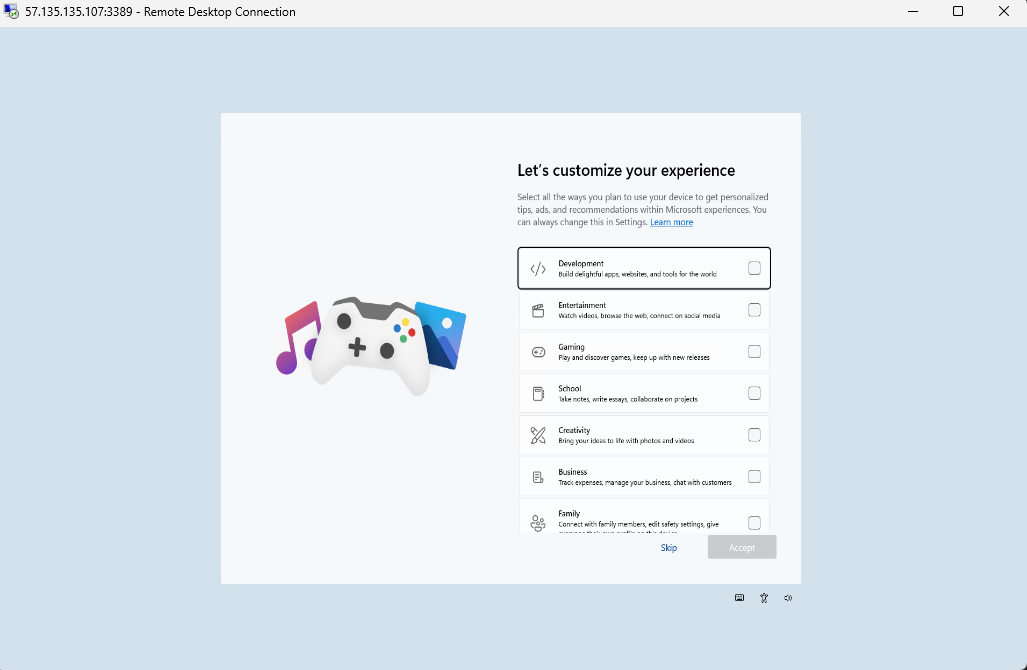 57.135.135.107:3389 - Remote Desktop Connection
Let's customize your experience
Select all the ways you plan to use your device to get personalized
tips, ads, and recommendations within Microsoft experiences. You
can always change this in Settings. Learn more
Development
Build delightful apps, websites, and tools for the world
Entertainment
Watch videos, browse the web, connect on social media
Gaming
Play and discover games, keep up with new releases
School
Take notes, write essays, collaborate on projects
Creativity
Bring your ideas to life with photos and videos
Business
Track expenses, manage your business, chat with customers
Family
Connect with family members, edit safety settings, give
Skip
Accept